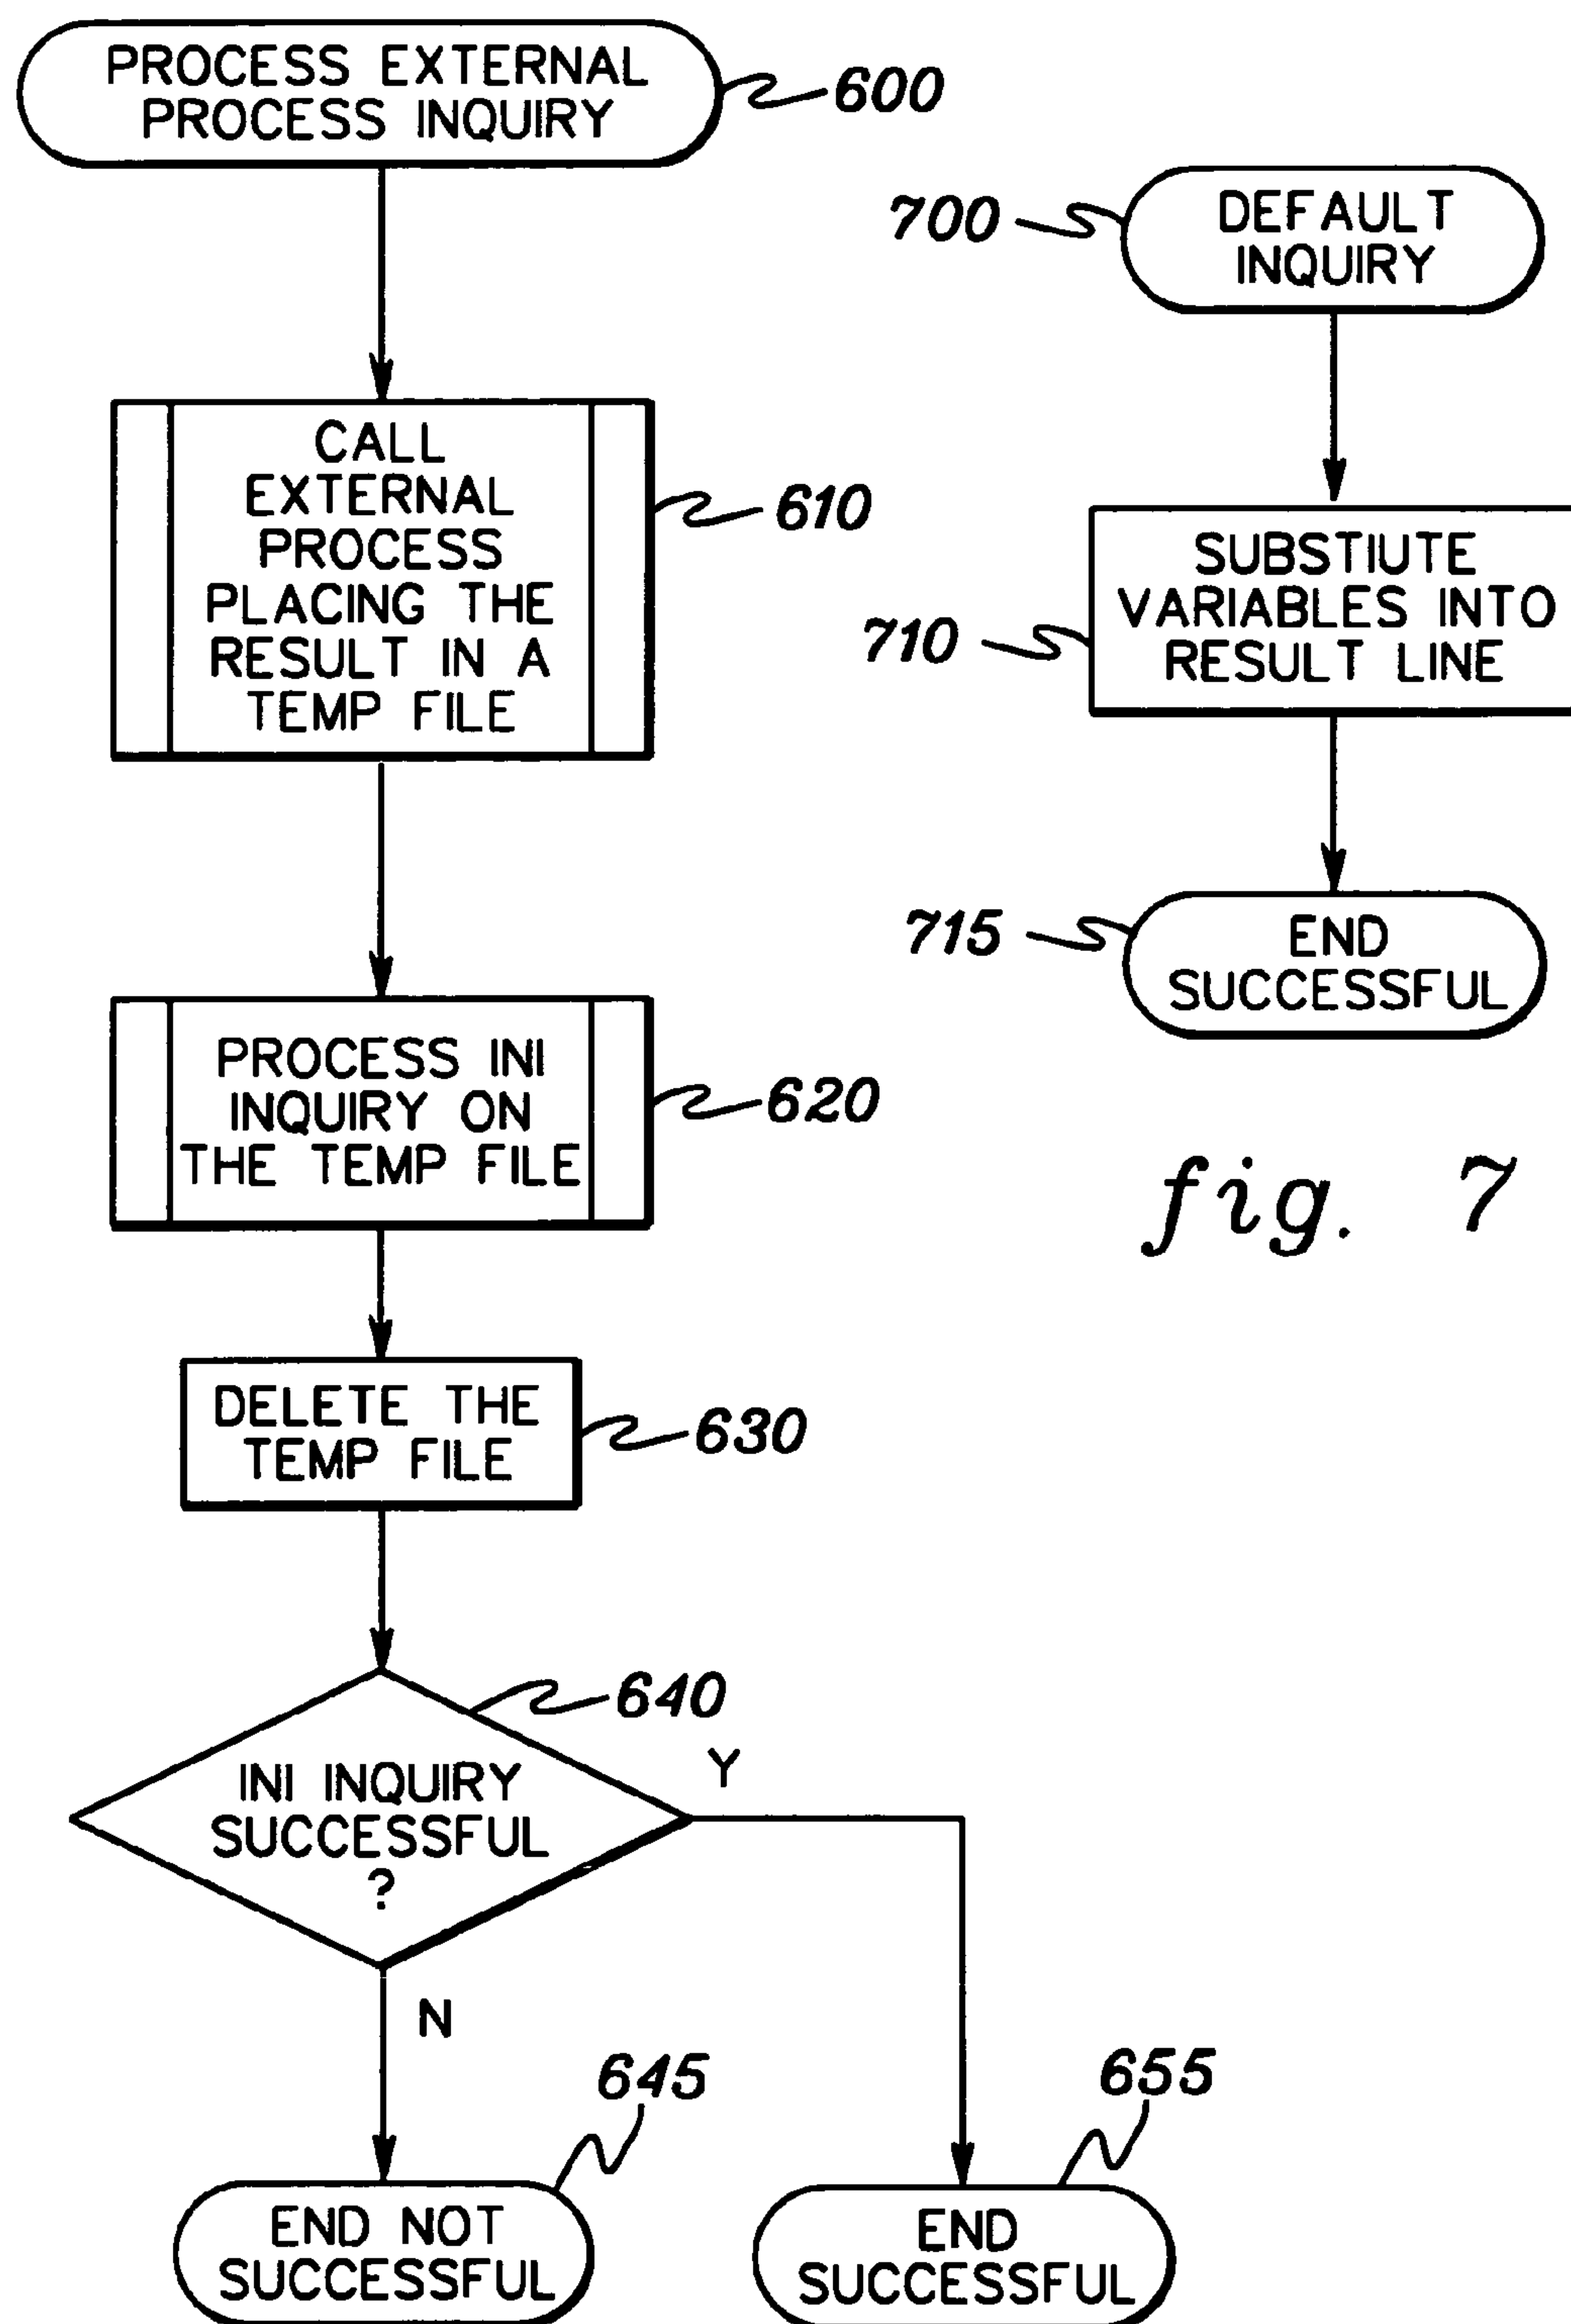 PROCESS EXTERNAL
PROCESS INQUIRY
600
CALL
EXTERNAL
PROCESS
PLACING THE
RESULT IN A
TEMP FILE
610
PROCESS INI
INQUIRY ON
THE TEMP FILE
620
DELETE THE
TEMP FILE
630
640
INI INQUIRY
SUCCESSFUL
?
Y
N
645
END NOT
SUCCESSFUL
655
END
SUCCESSFUL
700
DEFAULT
INQUIRY
710
SUBSTIUTE
VARIABLES INTO
RESULT LINE
715
END
SUCCESSFUL
fig. 7